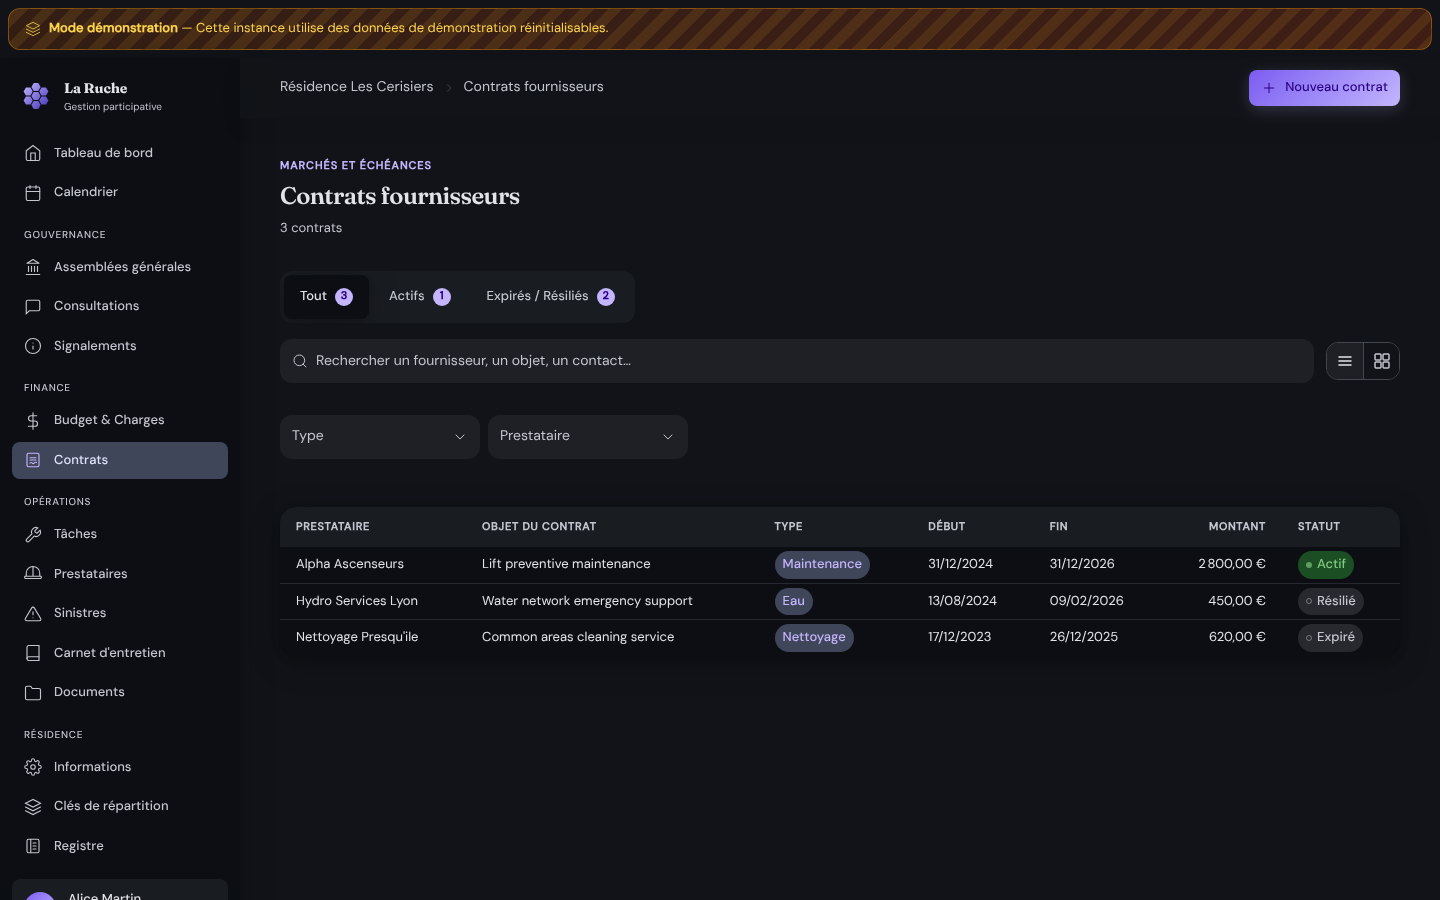 Mode démonstration — Cette instance utilise des données de démonstration réinitialisables.
La Ruche
Gestion participative
Tableau de bord
Calendrier
GOUVERNANCE
Assemblées générales
Consultations
Signalements
FINANCE
Budget & Charges
Contrats
OPÉRATIONS
Tâches
Prestataires
Sinistres
Carnet d'entretien
Documents
RÉSIDENCE
Informations
Clés de répartition
Registre
Alice Martin
Résidence Les Cerisiers > Contrats fournisseurs
Nouveau contrat
MARCHÉS ET ÉCHÉANCES
Contrats fournisseurs
3 contrats
Tout 3 Actifs 1 Expirés / Résiliés 2
Rechercher un fournisseur, un objet, un contact...
Type Prestataire
PRESTATAIRE OBJET DU CONTRAT TYPE DÉBUT FIN MONTANT STATUT
Alpha Ascenseurs Lift preventive maintenance Maintenance 31/12/2024 31/12/2026 2 800,00 € Actif
Hydro Services Lyon Water network emergency support Eau 13/08/2024 09/02/2026 450,00 € Résilié
Nettoyage Presqu'ile Common areas cleaning service Nettoyage 17/12/2023 26/12/2025 620,00 € Expiré